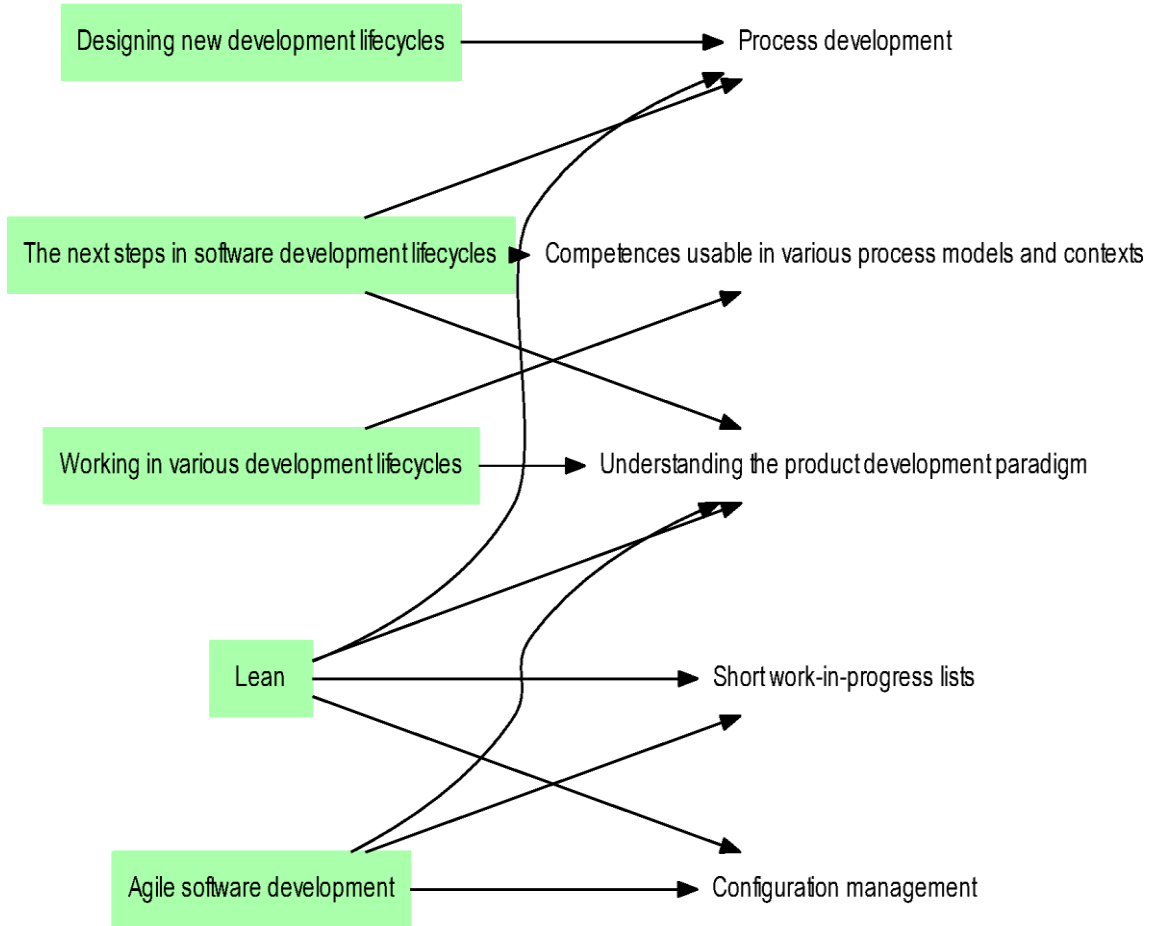 Designing new development lifecycles
Process development
The next steps in software development lifecycles
Competences usable in various process models and contexts
Working in various development lifecycles
Understanding the product development paradigm
Lean
Short work-in-progress lists
Agile software development
Configuration management